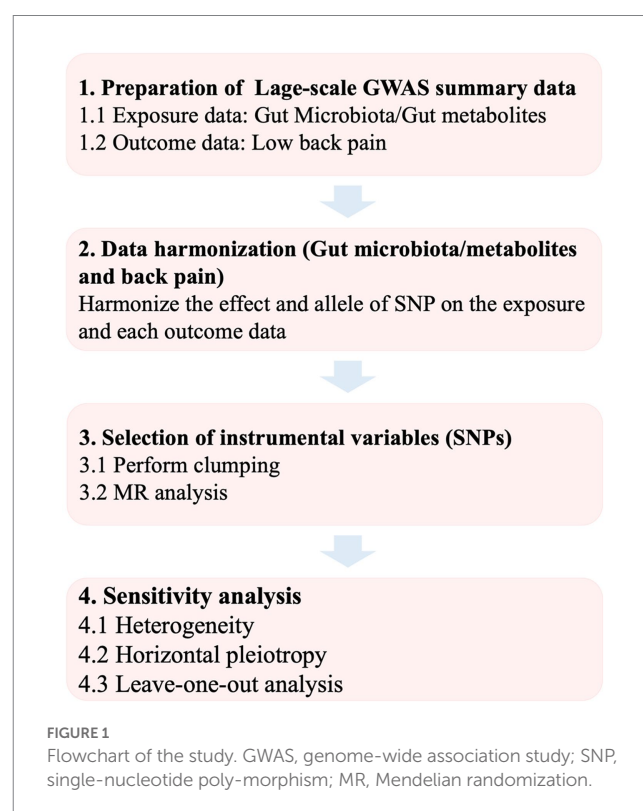 1. Preparation of Lage-scale GWAS summary data
1.1 Exposure data: Gut Microbiota/Gut metabolites
1.2 Outcome data: Low back pain
2. Data harmonization (Gut microbiota/metabolites
and back pain)
Harmonize the effect and allele of SNP on the exposure
and each outcome data
3. Selection of instrumental variables (SNPs)
3.1 Perform clumping
3.2 MR analysis
4. Sensitivity analysis
4.1 Heterogeneity
4.2 Horizontal pleiotropy
4.3 Leave-one-out analysis
FIGURE 1
Flowchart of the study. GWAS, genome-wide association study; SNP,
single-nucleotide poly-morphism; MR, Mendelian randomization.